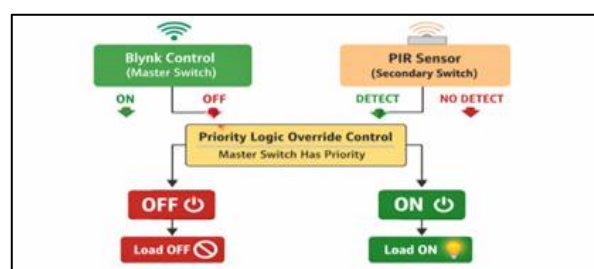 Blynk Control
(Master Switch)
PIR Sensor
(Secondary Switch)
ON
OFF
DETECT
NO DETECT
Priority Logic Override Control
Master Switch Has Priority
OFF
ON
Load OFF
Load ON